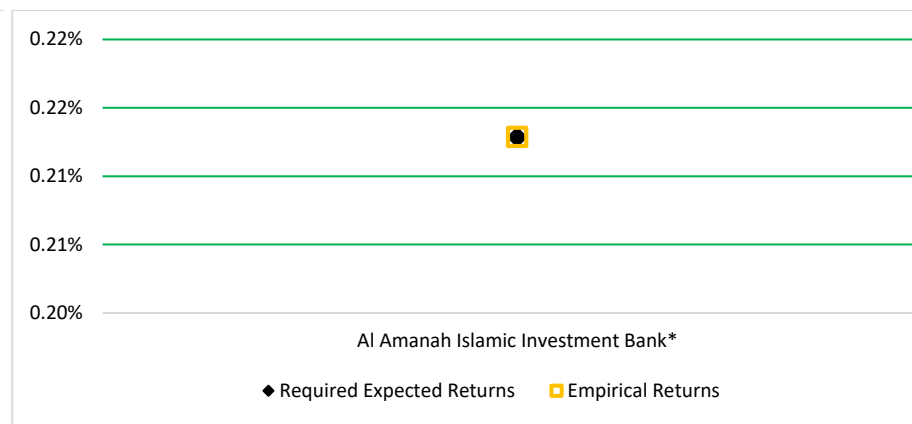 0.22%
0.22%
0.21%
0.21%
0.20%
Al Amanah Islamic Investment Bank*
Required Expected Returns
Empirical Returns